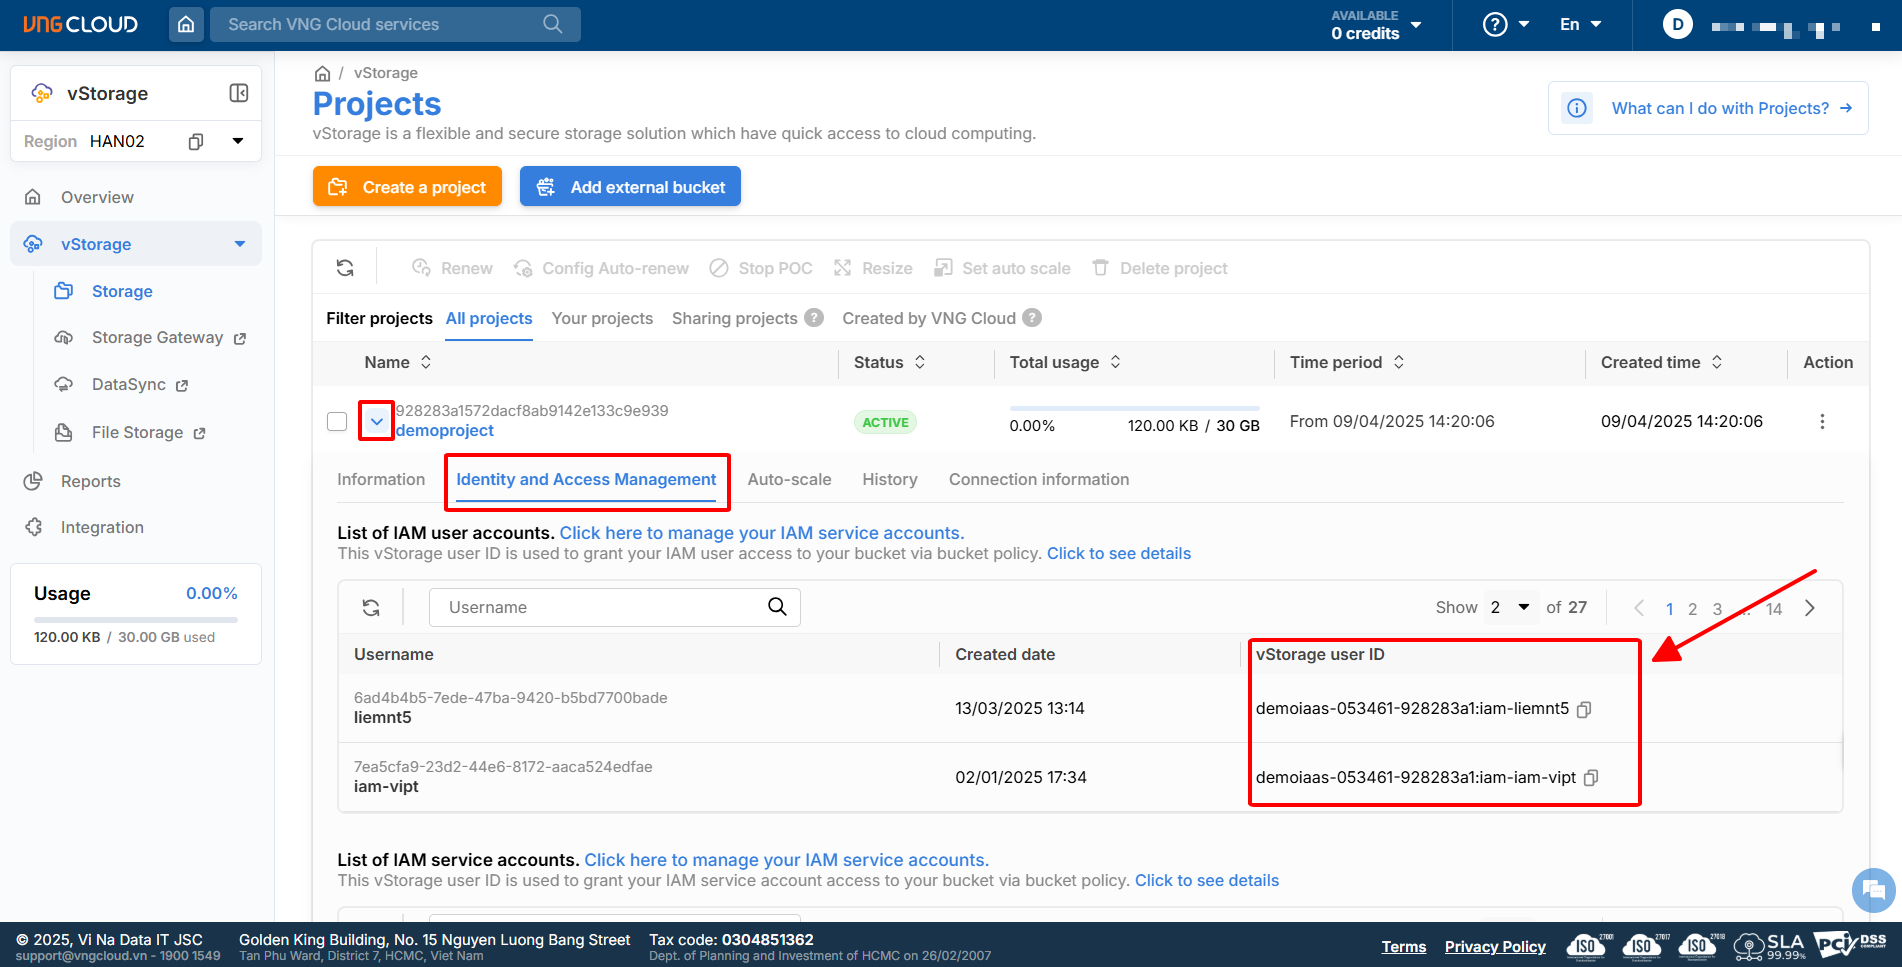 VNG CLOUD
Search VNG Cloud services
AVAILABLE
0 credits
?
En
D
vStorage
Region HAN02
Overview
vStorage
Storage
Storage Gateway
DataSync
File Storage
Reports
Integration
Usage 0.00%
120.00 KB / 30.00 GB used
/ vStorage
Projects
vStorage is a flexible and secure storage solution which have quick access to cloud computing.
What can I do with Projects?
Create a project
Add external bucket
Renew Config Auto-renew Stop POC Resize Set auto scale Delete project
Filter projects All projects Your projects Sharing projects ? Created by VNG Cloud ?
Name Status Total usage Time period Created time Action
928283a1572dacf8ab9142e133c9e939
demoproject
ACTIVE
0.00% 120.00 KB / 30 GB
From 09/04/2025 14:20:06
09/04/2025 14:20:06
Information Identity and Access Management Auto-scale History Connection information
List of IAM user accounts. Click here to manage your IAM service accounts.
This vStorage user ID is used to grant your IAM user access to your bucket via bucket policy. Click to see details
Username
Show 2 of 27
1 2 3 ... 14
Username Created date vStorage user ID
6ad4b4b5-7ede-47ba-9420-b5bd7700bade
liemnt5
13/03/2025 13:14
demoiaas-053461-928283a1:iam-liemnt5
7ea5cfa9-23d2-44e6-8172-aaca524edfae
iam-vipt
02/01/2025 17:34
demoiaas-053461-928283a1:iam-iam-vipt
List of IAM service accounts. Click here to manage your IAM service accounts.
This vStorage user ID is used to grant your IAM service account access to your bucket via bucket policy. Click to see details
© 2025, Vi Na Data IT JSC
support@vngcloud.vn - 1900 1549
Golden King Building, No. 15 Nguyen Luong Bang Street
Tan Phu Ward, District 7, HCMC, Viet Nam
Tax code: 0304851362
Dept. of Planning and Investment of HCMC on 26/02/2007
Terms
Privacy Policy
ISO 27001
ISO 27017
ISO 27018
SLA
99.99%
PCI DSS
COMPLIANT